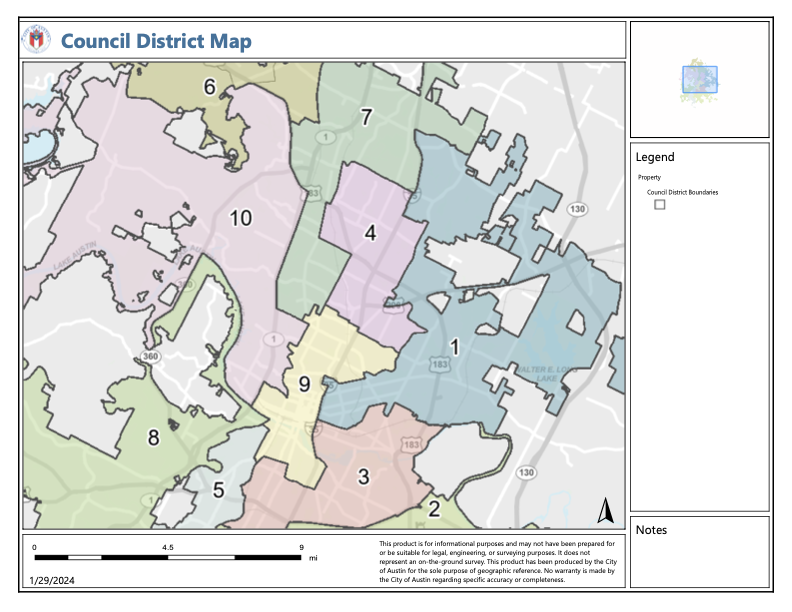 Council District Map
6
7
1
183
10
4
130
LAKE AUSTIN
360
1
1
183
WALTER E. LONG
LAKE
9
8
183
3
130
5
1
2
Legend
Property
Council District Boundaries
Notes
0 4.5 9
mi
1/29/2024
This product is for informational purposes and may not have been prepared for
or be suitable for legal, engineering, or surveying purposes. It does not
represent an on-the-ground survey. This product has been produced by the City
of Austin for the sole purpose of geographic reference. No warranty is made by
the City of Austin regarding specific accuracy or completeness.